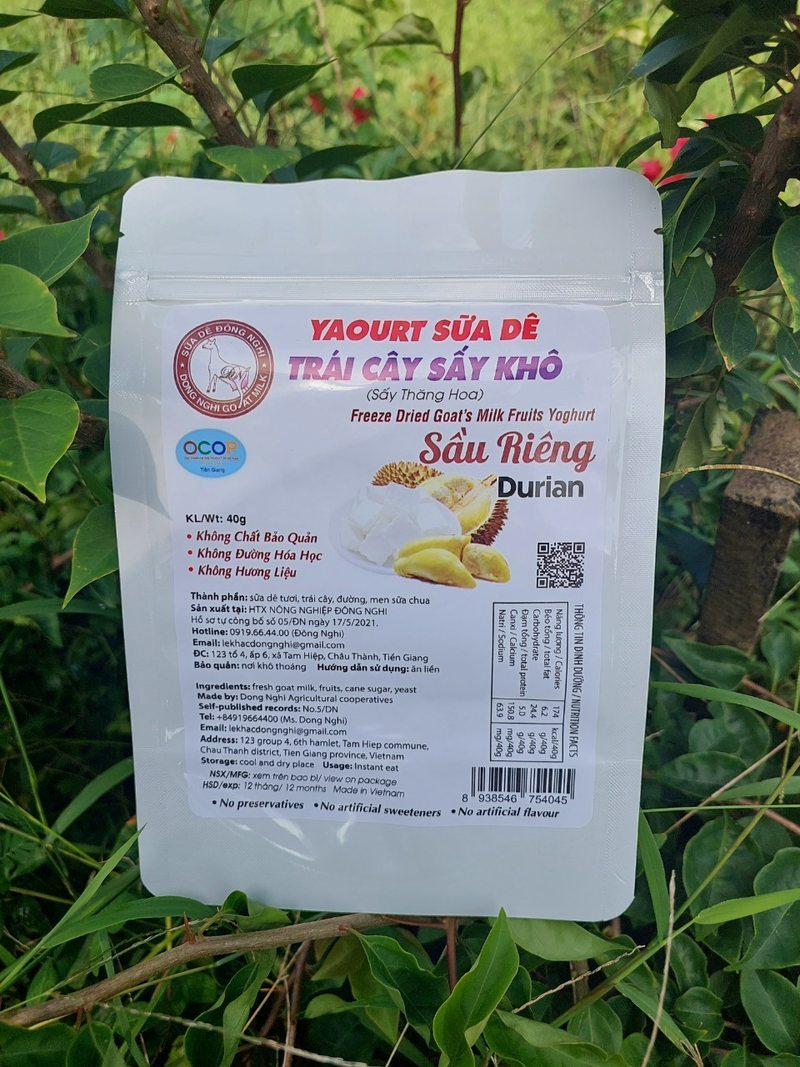 SỮA DÊ ĐÔNG NGHI
DN
DONG NGHI GOAT MILK
YAOURT SỮA DÊ
TRÁI CÂY SẤY KHÔ
(Sấy Thăng Hoa)
Freeze Dried Goat's Milk Fruits Yoghurt
OCOP
Tiền Giang
Sầu Riêng
Durian
KL/Wt: 40g
• Không Chất Bảo Quản
• Không Đường Hóa Học
• Không Hương Liệu
Thành phần: sữa dê tươi, trái cây, đường, men sữa chua
Sản xuất tại: HTX NÔNG NGHIỆP ĐÔNG NGHI
Hồ sơ tự công bố số 05/ĐN ngày 17/5/2021.
Hotline: 0919.66.44.00 (Đông Nghi)
Email: lekhacdongnghi@gmail.com
ĐC: 123 tổ 4, ấp 6, xã Tam Hiệp, Châu Thành, Tiền Giang
Bảo quản: nơi khô thoáng Hướng dẫn sử dụng: ăn liền
Ingredients: fresh goat milk, fruits, cane sugar, yeast
Made by: Dong Nghi Agricultural cooperatives
Self-published records: No.5/DN
Tel: +84919664400 (Ms. Dong Nghi)
Email: lekhacdongnghi@gmail.com
Address: 123 group 4, 6th hamlet, Tam Hiep commune,
Chau Thanh district, Tien Giang province, Vietnam
Storage: cool and dry place Usage: Instant eat
NSX/MFG: xem trên bao bì/ view on package
HSD/exp: 12 tháng/ 12 months Made in Vietnam
• No preservatives • No artificial sweeteners • No artificial flavour
THÔNG TIN DINH DƯỠNG / NUTRITION FACTS
Năng lượng / Calories 174 kcal/40g
Béo tổng / total fat 6.2 g/40g
Carbohydrate 24.4 g/40g
Đạm tổng / total protein 5.0 g/40g
Canxi / Calcium 150.8 mg/40g
Natri / Sodium 63.9 mg/40g
8 938546 754045